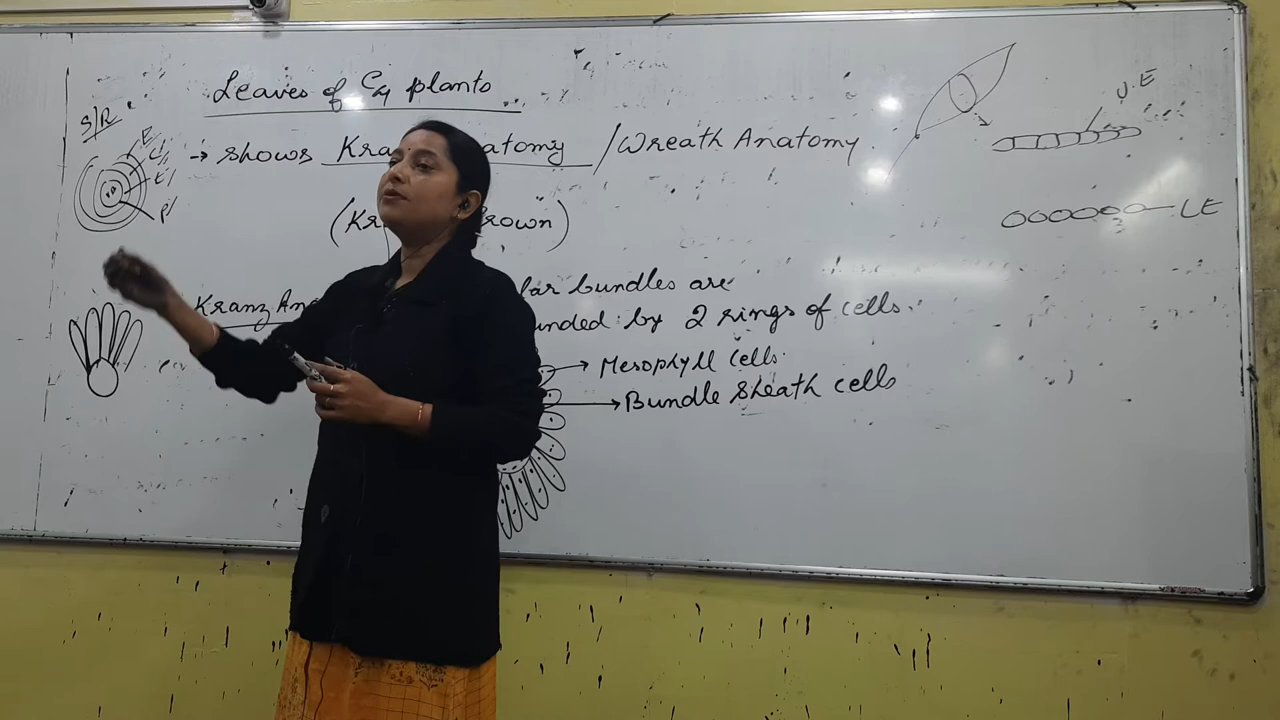 Leaves of C4 plants
S/R
E
→ shows Kra atomy / Wreath Anatomy
(Kr rown)
U.E
LE
Kranz An lar bundles are
unded by 2 rings of cells.
→ Mesophyll cells.
→ Bundle Sheath cells